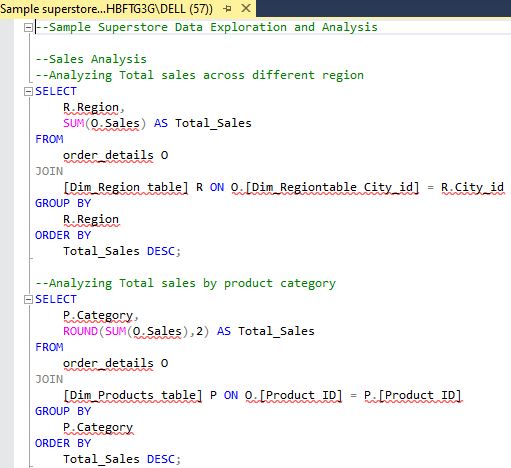 Sample superstore...HBFTG3G\DELL (57))
--Sample Superstore Data Exploration and Analysis
--Sales Analysis
--Analyzing Total sales across different region
SELECT
R.Region,
SUM(O.Sales) AS Total_Sales
FROM
order_details O
JOIN
[Dim_Region table] R ON O.[Dim_Regiontable City_id] = R.City_id
GROUP BY
R.Region
ORDER BY
Total_Sales DESC;
--Analyzing Total sales by product category
SELECT
P.Category,
ROUND(SUM(O.Sales),2) AS Total_Sales
FROM
order_details O
JOIN
[Dim_Products table] P ON O.[Product ID] = P.[Product ID]
GROUP BY
P.Category
ORDER BY
Total_Sales DESC;